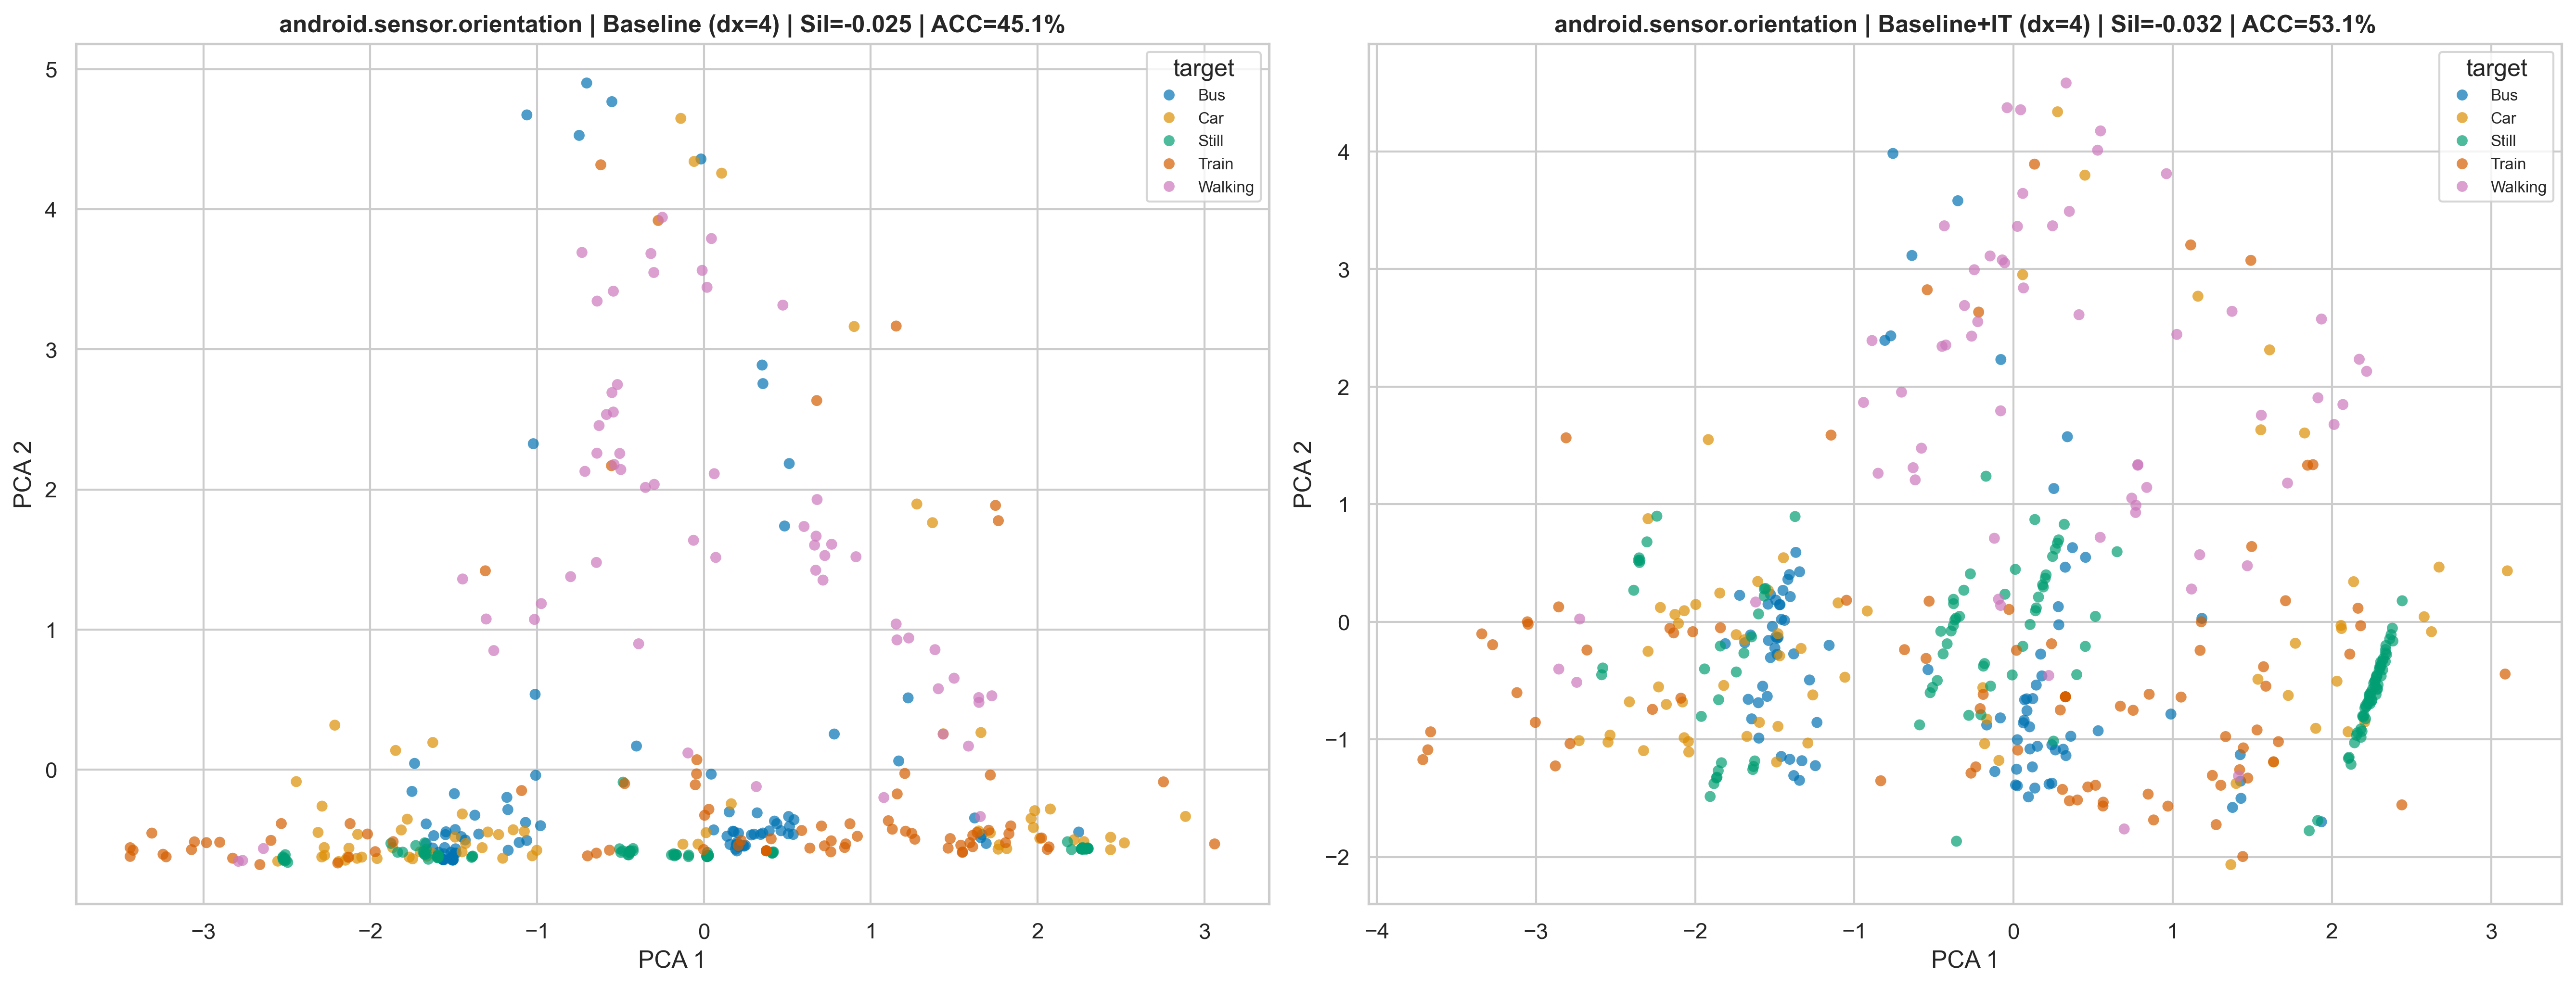 android.sensor.orientation | Baseline (dx=4) | Sil=-0.025 | ACC=45.1%
5
4
3
2
1
0
PCA 2
−3
−2
−1
0
1
2
3
PCA 1
target
Bus
Car
Still
Train
Walking
android.sensor.orientation | Baseline+IT (dx=4) | Sil=-0.032 | ACC=53.1%
4
3
2
1
0
−1
−2
PCA 2
−4
−3
−2
−1
0
1
2
3
PCA 1
target
Bus
Car
Still
Train
Walking